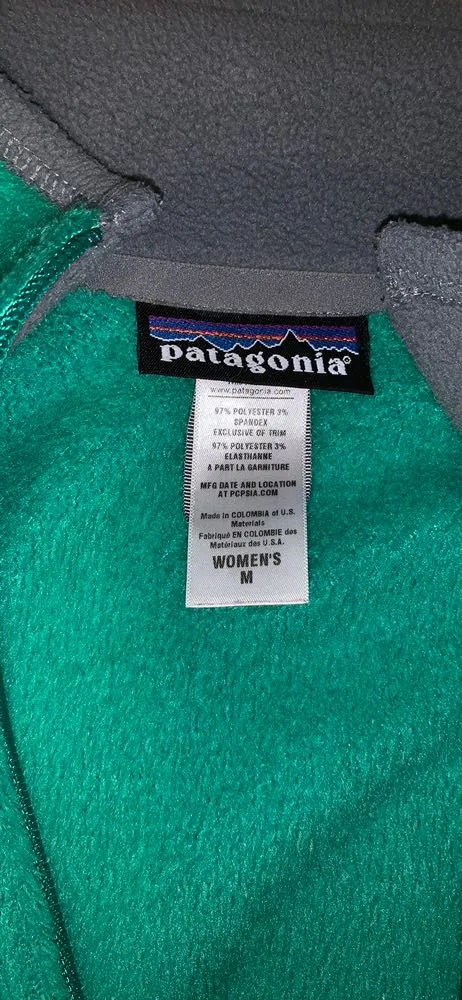 patagonia®
www.patagonia.com
97% POLYESTER 3%
SPANDEX
EXCLUSIVE OF TRIM
97% POLYESTER 3%
ELASTHANNE
A PART LA GARNITURE
MFG DATE AND LOCATION
AT PCPSIA.COM
Made in COLOMBIA of U.S.
Materials
Fabriqué EN COLOMBIE des
Matériaux des U.S.A.
WOMEN'S
M